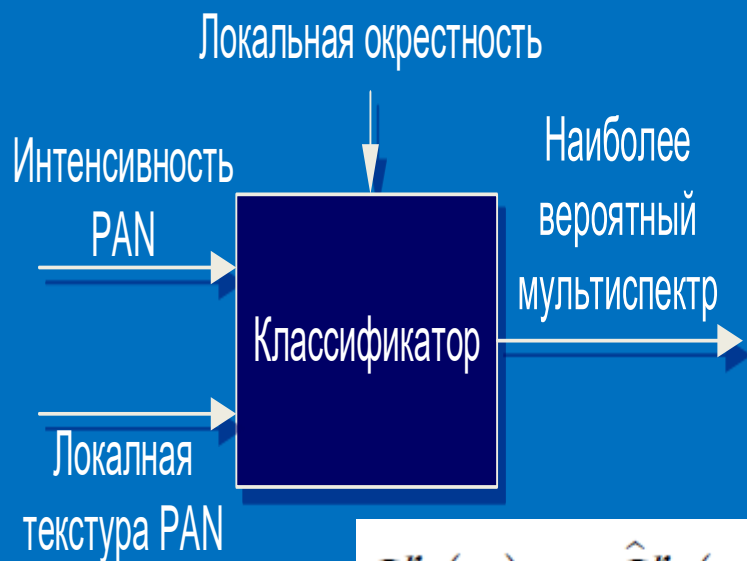 Локальная окрестность
Интенсивность
PAN
Наиболее
вероятный
мультиспектр
Классификатор
Локалная
текстура PAN